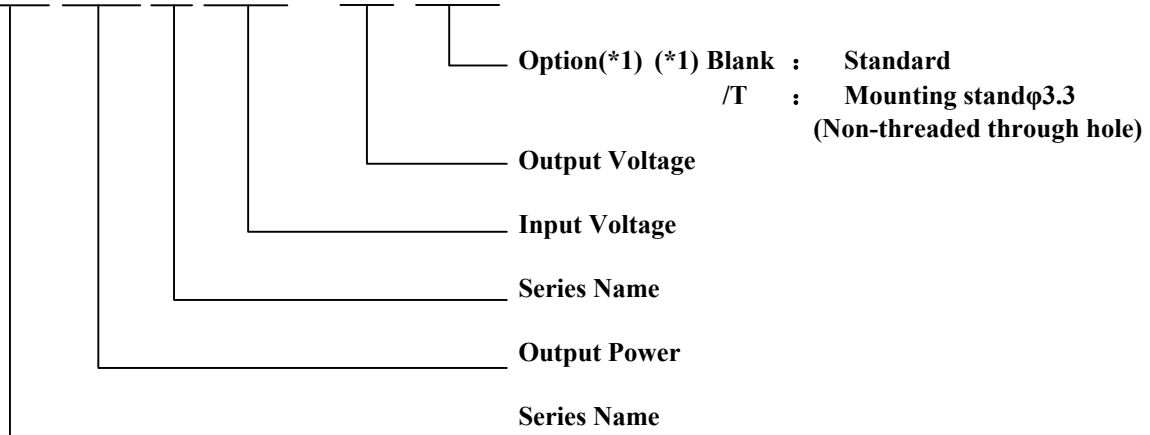 Option(*1) (*1) Blank ： Standard
/T ： Mounting standφ3.3
(Non-threaded through hole)
Output Voltage
Input Voltage
Series Name
Output Power
Series Name